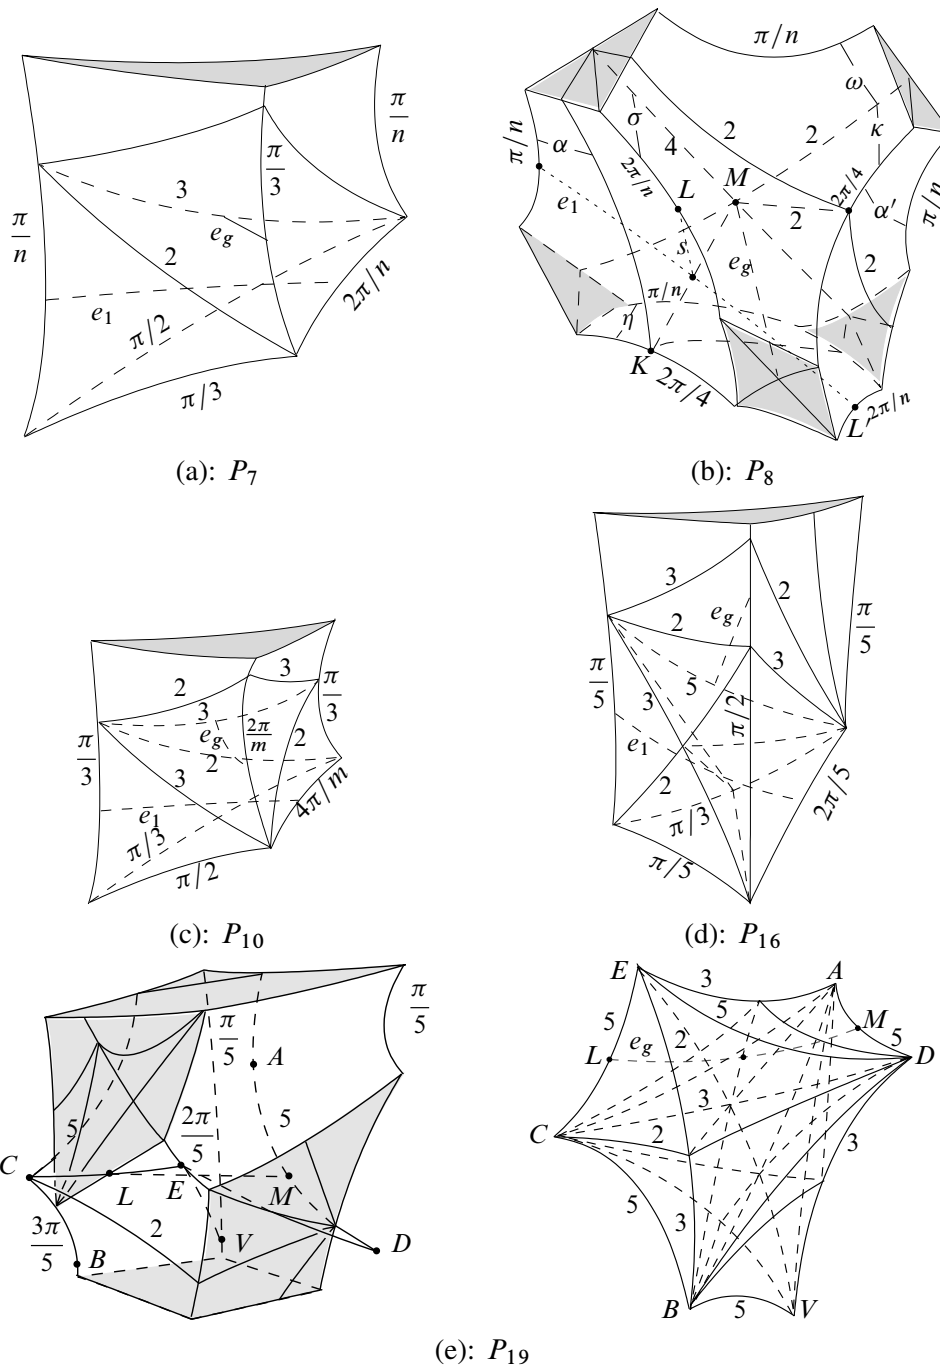 π/n
π/n
π/3
3
e_g
2
π/n
e_1
π/2
2π/n
π/3
(a): P_7
π/n
ω
κ
σ
4
2
2
π/n
α
2π/n
L
M
2
2π/4
α′
π/n
e_1
s
e_g
2
π/n
η
K
2π/4
L′
2π/n
(b): P_8
3
2
π/3
3
e_g
2π/m
2
2
π/3
3
e_1
π/3
4π/m
π/2
(c): P_10
3
2
e_g
2
π/5
3
π/5
3
5
π/2
e_1
2
π/3
2π/5
π/5
(d): P_16
π/5
π/5
A
5
5
2π/5
C
L
E
M
3π/5
2
B
V
D
E
3
A
5
5
2
M
5
L
e_g
D
3
C
2
3
5
3
B
5
V
(e): P_19